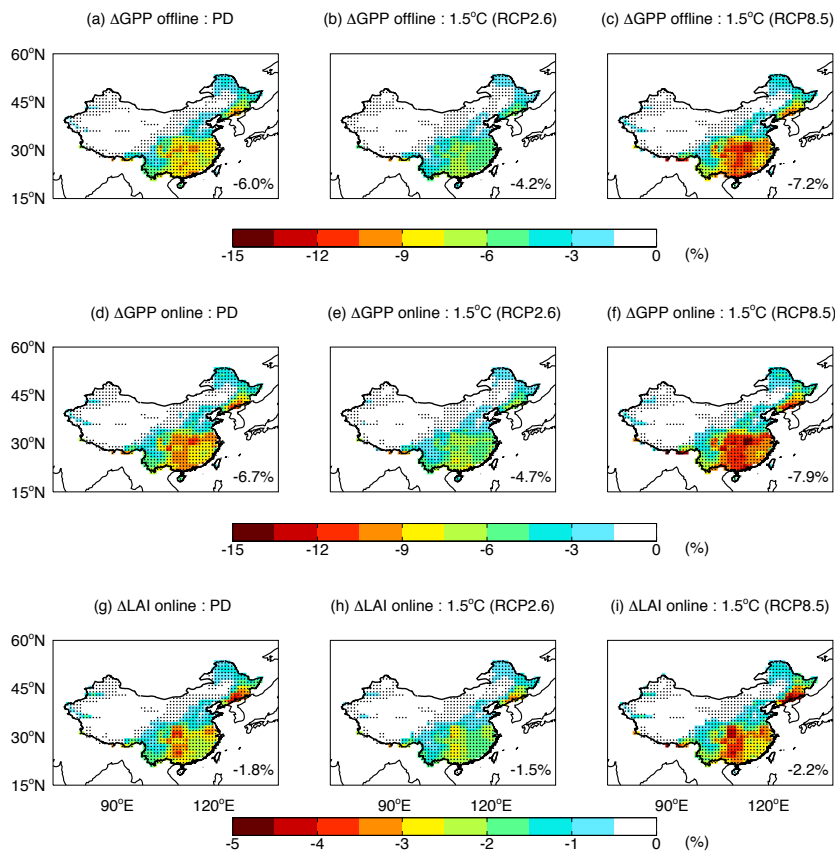 (a) ΔGPP offline : PD
(b) ΔGPP offline : 1.5°C (RCP2.6)
(c) ΔGPP offline : 1.5°C (RCP8.5)
60°N
45°N
30°N
15°N
-6.0%
-4.2%
-7.2%
-15 -12 -9 -6 -3 0 (%)
(d) ΔGPP online : PD
(e) ΔGPP online : 1.5°C (RCP2.6)
(f) ΔGPP online : 1.5°C (RCP8.5)
60°N
45°N
30°N
15°N
-6.7%
-4.7%
-7.9%
-15 -12 -9 -6 -3 0 (%)
(g) ΔLAI online : PD
(h) ΔLAI online : 1.5°C (RCP2.6)
(i) ΔLAI online : 1.5°C (RCP8.5)
60°N
45°N
30°N
15°N
-1.8%
-1.5%
-2.2%
90°E 120°E
90°E 120°E
90°E 120°E
-5 -4 -3 -2 -1 0 (%)